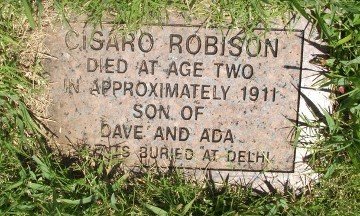 CISARO ROBISON
DIED AT AGE TWO
IN APPROXIMATELY 1911
SON OF
DAVE AND ADA
BURIED AT DELHI